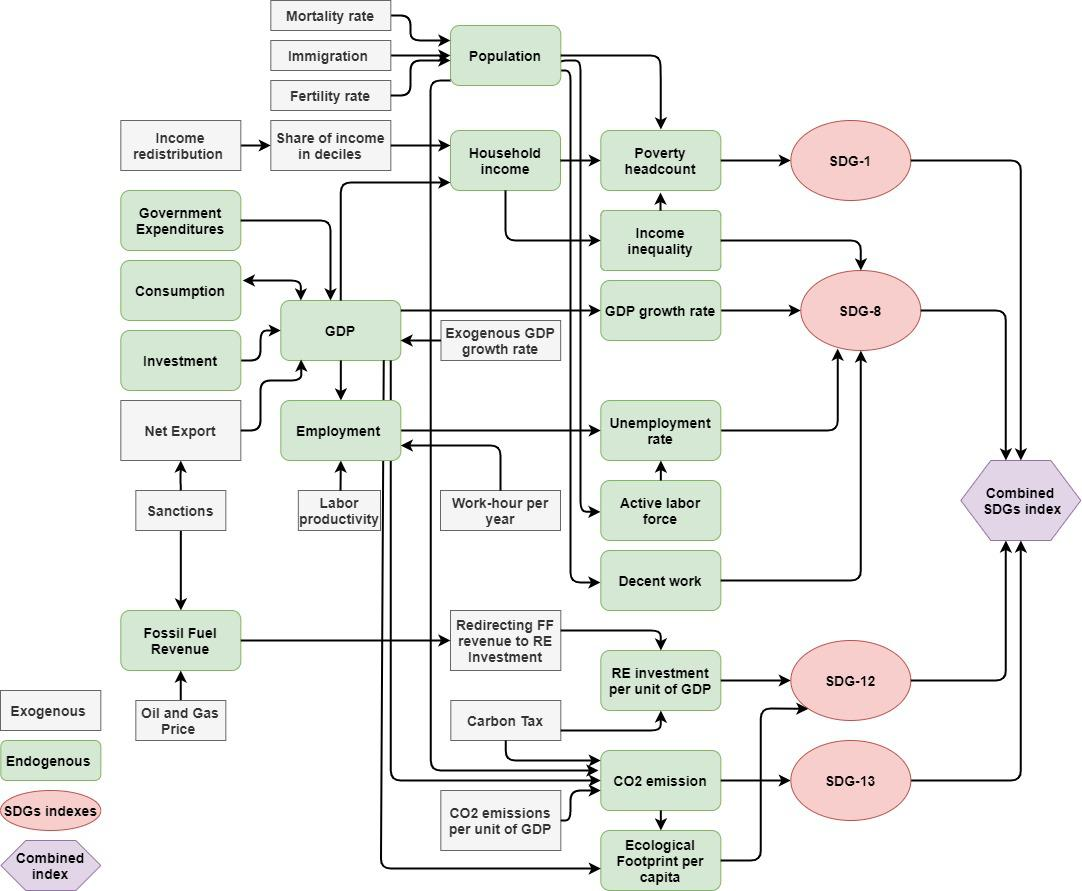 Mortality rate
Immigration
Fertility rate
Population
Income
redistribution
Share of income
in deciles
Household
income
Poverty
headcount
SDG-1
Government
Expenditures
Income
inequality
Consumption
GDP
GDP growth rate
SDG-8
Exogenous GDP
growth rate
Investment
Net Export
Employment
Unemployment
rate
Sanctions
Labor
productivity
Work-hour per
year
Active labor
force
Combined
SDGs index
Decent work
Fossil Fuel
Revenue
Redirecting FF
revenue to RE
Investment
RE investment
per unit of GDP
SDG-12
Oil and Gas
Price
Carbon Tax
CO2 emission
SDG-13
CO2 emissions
per unit of GDP
Ecological
Footprint per
capita
Exogenous
Endogenous
SDGs indexes
Combined
index